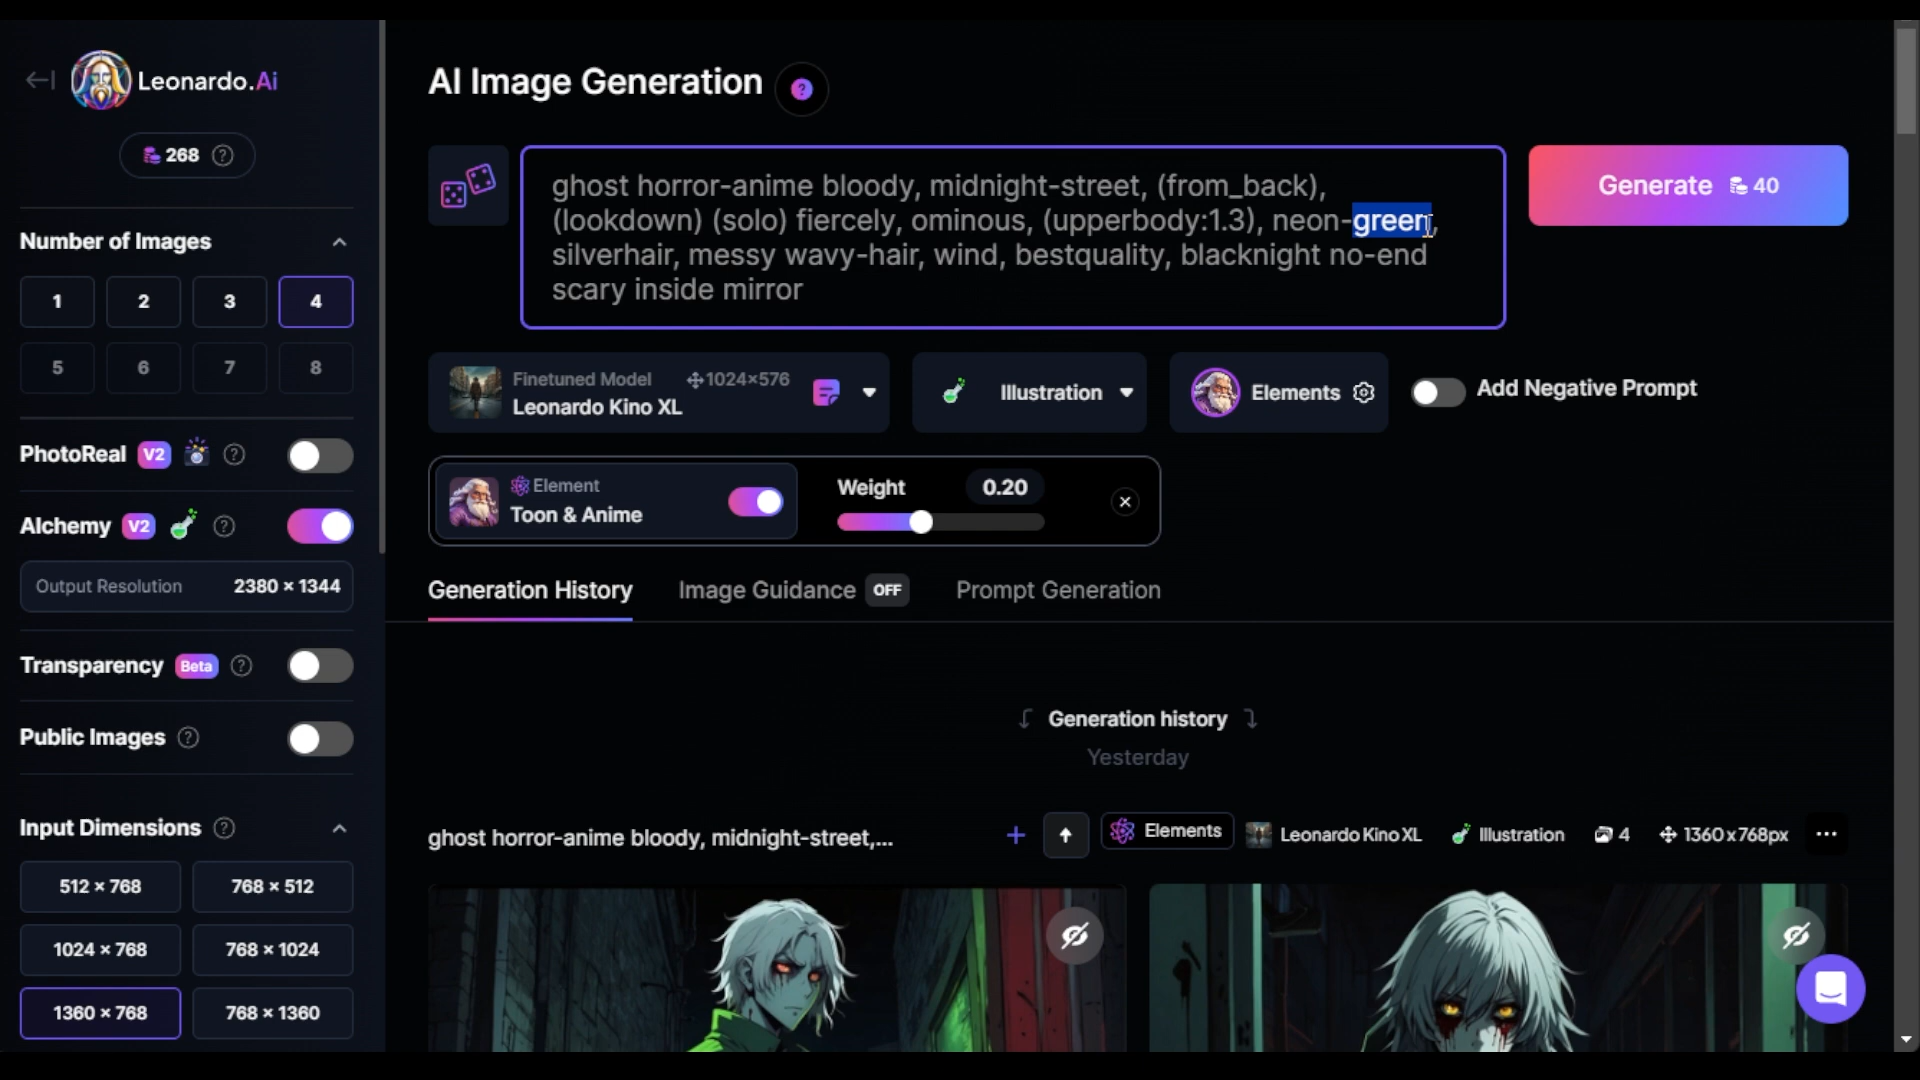 Leonardo.Ai
268
Number of Images
1
2
3
4
5
6
7
8
PhotoReal V2
Alchemy V2
Output Resolution 2380 × 1344
Transparency Beta
Public Images
Input Dimensions
512 × 768
768 × 512
1024 × 768
768 × 1024
1360 × 768
768 × 1360
AI Image Generation
ghost horror-anime bloody, midnight-street, (from_back),
(lookdown) (solo) fiercely, ominous, (upperbody:1.3), neon-green,
silverhair, messy wavy-hair, wind, bestquality, blacknight no-end
scary inside mirror
Generate 40
Finetuned Model 1024×576
Leonardo Kino XL
Illustration
Elements
Add Negative Prompt
Element
Toon & Anime
Weight 0.20
Generation History
Image Guidance OFF
Prompt Generation
Generation history
Yesterday
ghost horror-anime bloody, midnight-street,...
Elements
Leonardo Kino XL
Illustration
4
1360 x 768px